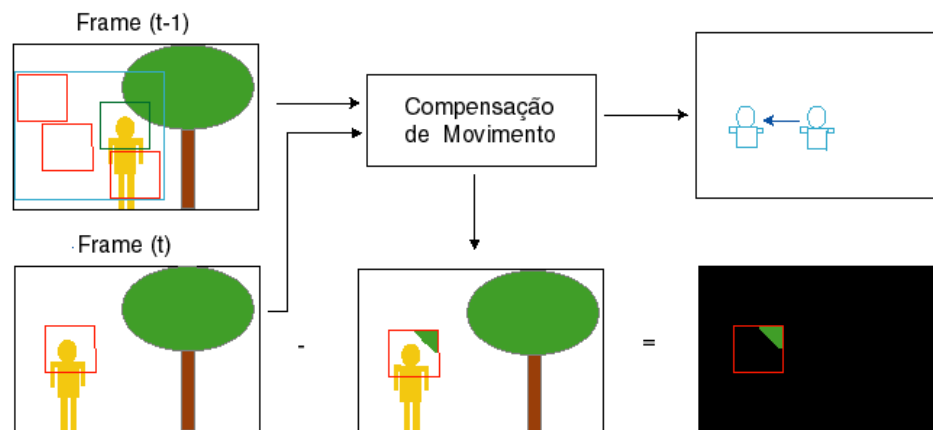 Frame (t-1)
Compensação
de Movimento
Frame (t)
-
=